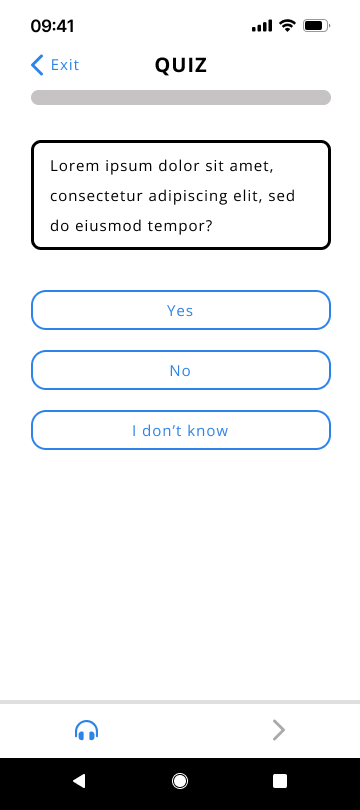 09:41
Exit
QUIZ
Lorem ipsum dolor sit amet,
consectetur adipiscing elit, sed
do eiusmod tempor?
Yes
No
I don't know